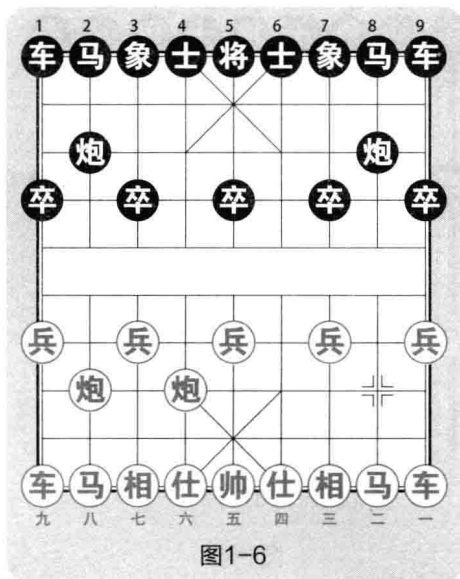 1 2 3 4 5 6 7 8 9
车马象士将士象马车
炮 炮
卒 卒 卒 卒 卒
兵 兵 兵 兵 兵
炮 炮
车马相仕帅仕相马车
九 八 七 六 五 四 三 二 一
图1-6